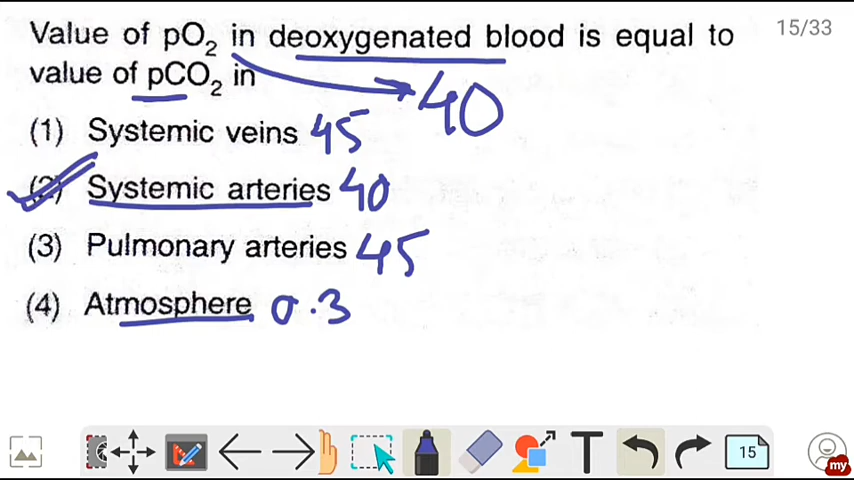 Value of pO₂ in deoxygenated blood is equal to
15/33
value of pCO₂ in
40
(1) Systemic veins 45
(2) Systemic arteries 40
(3) Pulmonary arteries 45
(4) Atmosphere 0.3
T
15
my